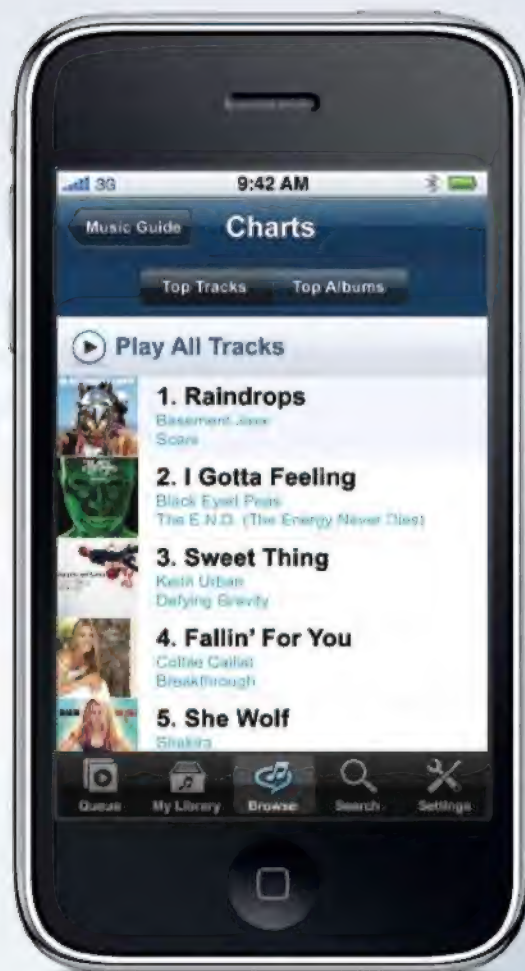 3G 9:42 AM
Music Guide Charts
Top Tracks Top Albums
Play All Tracks
1. Raindrops
Basement Jaxx
Scars
2. I Gotta Feeling
Black Eyed Peas
The E.N.D. (The Energy Never Dies)
3. Sweet Thing
Keith Urban
Defying Gravity
4. Fallin' For You
Colbie Caillat
Breakthrough
5. She Wolf
Shakira
Queue My Library Browse Search Settings